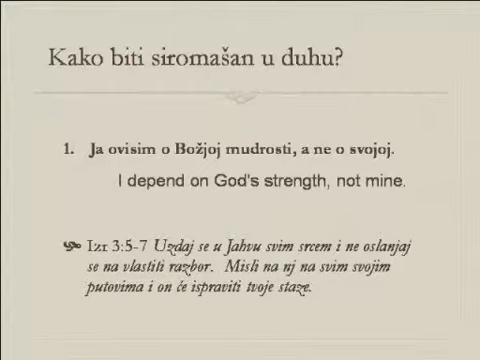 Kako biti siromašan u duhu?
1. Ja ovisim o Božjoj mudrosti, a ne o svojoj.
I depend on God's strength, not mine.
Izr 3:5-7 Uzdaj se u Jahvu svim srcem i ne oslanjaj
se na vlastiti razbor. Misli na nj na svim svojim
putovima i on će ispraviti tvoje staze.